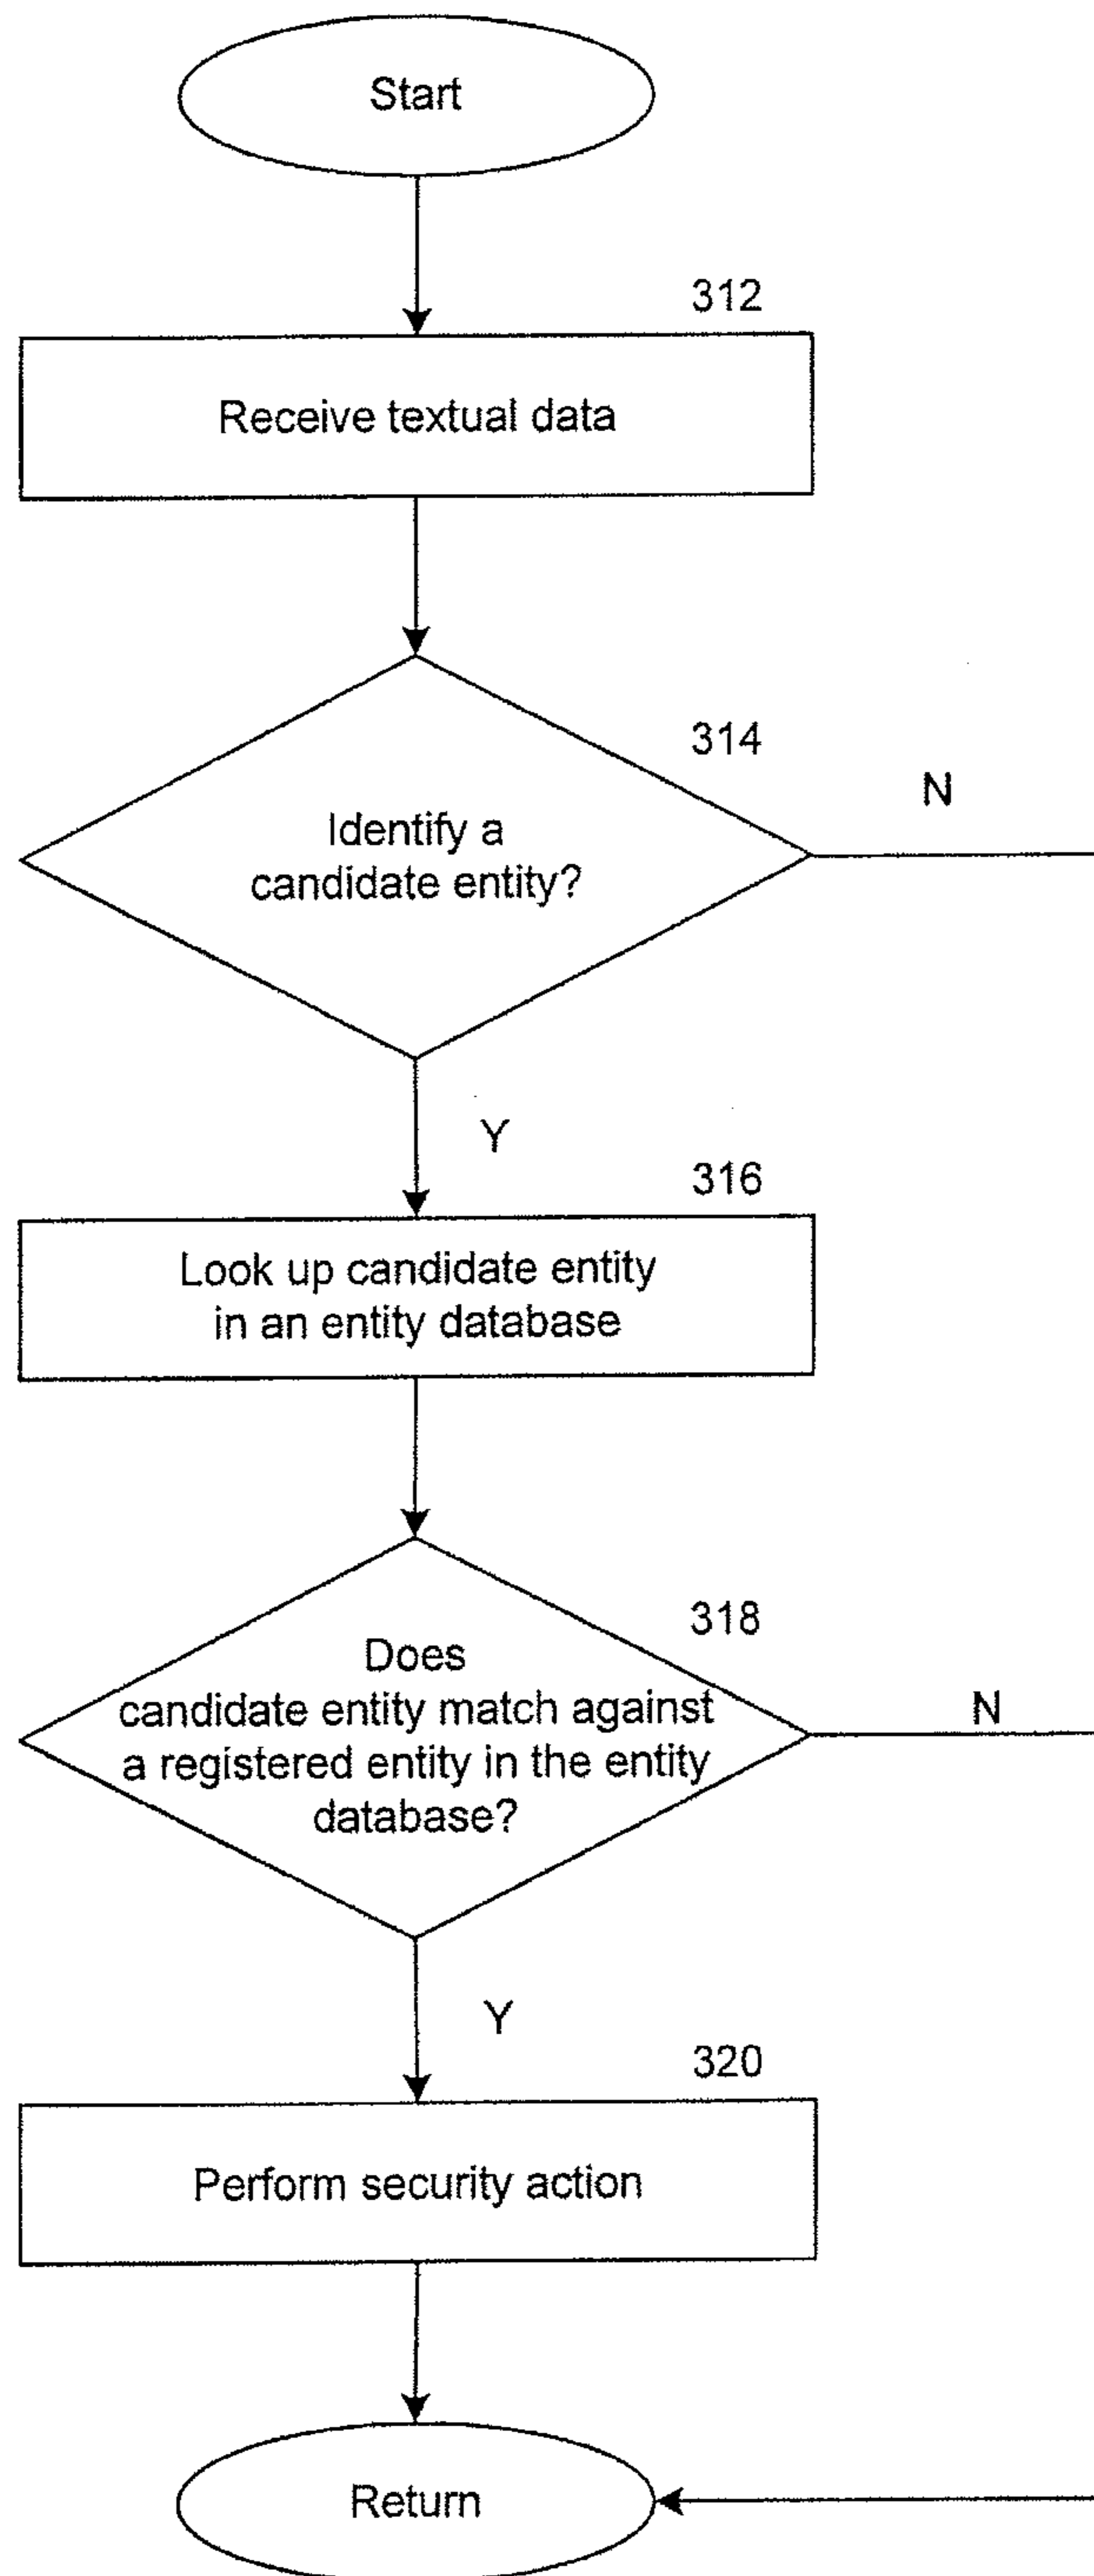 Start
312
Receive textual data
314
N
Identify a
candidate entity?
Y
316
Look up candidate entity
in an entity database
318
Does
candidate entity match against
N
a registered entity in the entity
database?
Y
320
Perform security action
Return